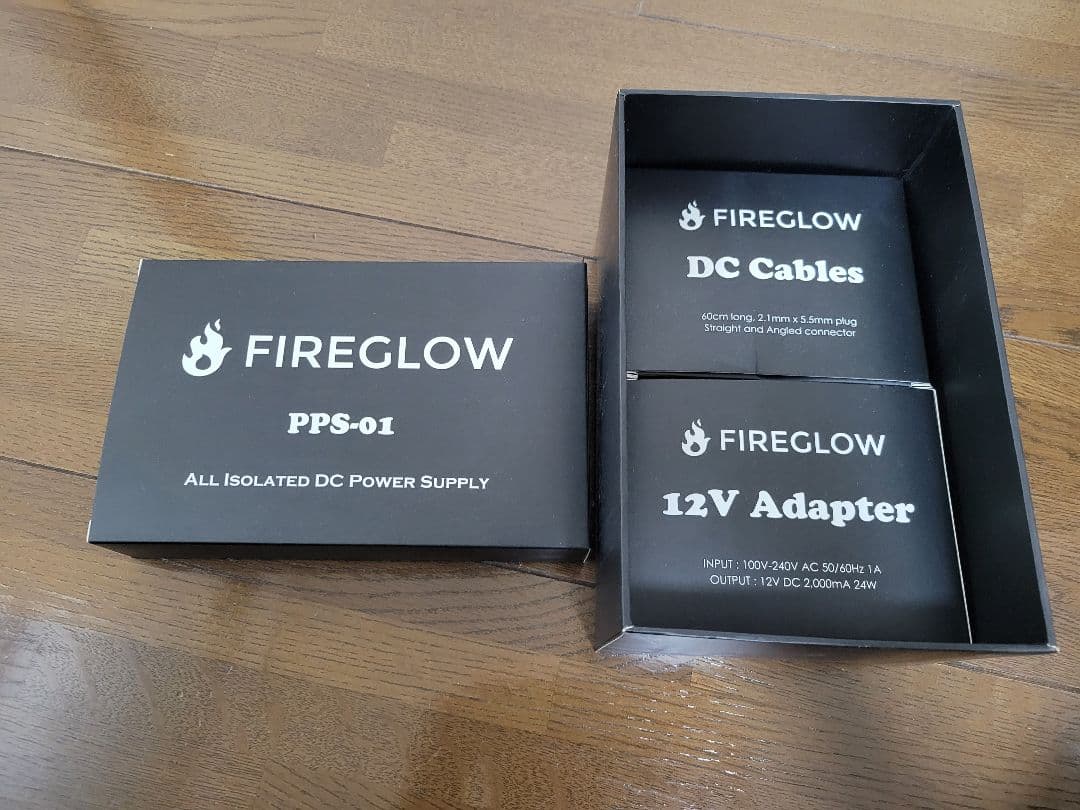 FIREGLOW
PPS-01
ALL ISOLATED DC POWER SUPPLY
FIREGLOW
DC Cables
60cm long, 2.1mm x 5.5mm plug
Straight and Angled connector
FIREGLOW
12V Adapter
INPUT : 100V-240V AC 50/60Hz 1A
OUTPUT : 12V DC 2,000mA 24W